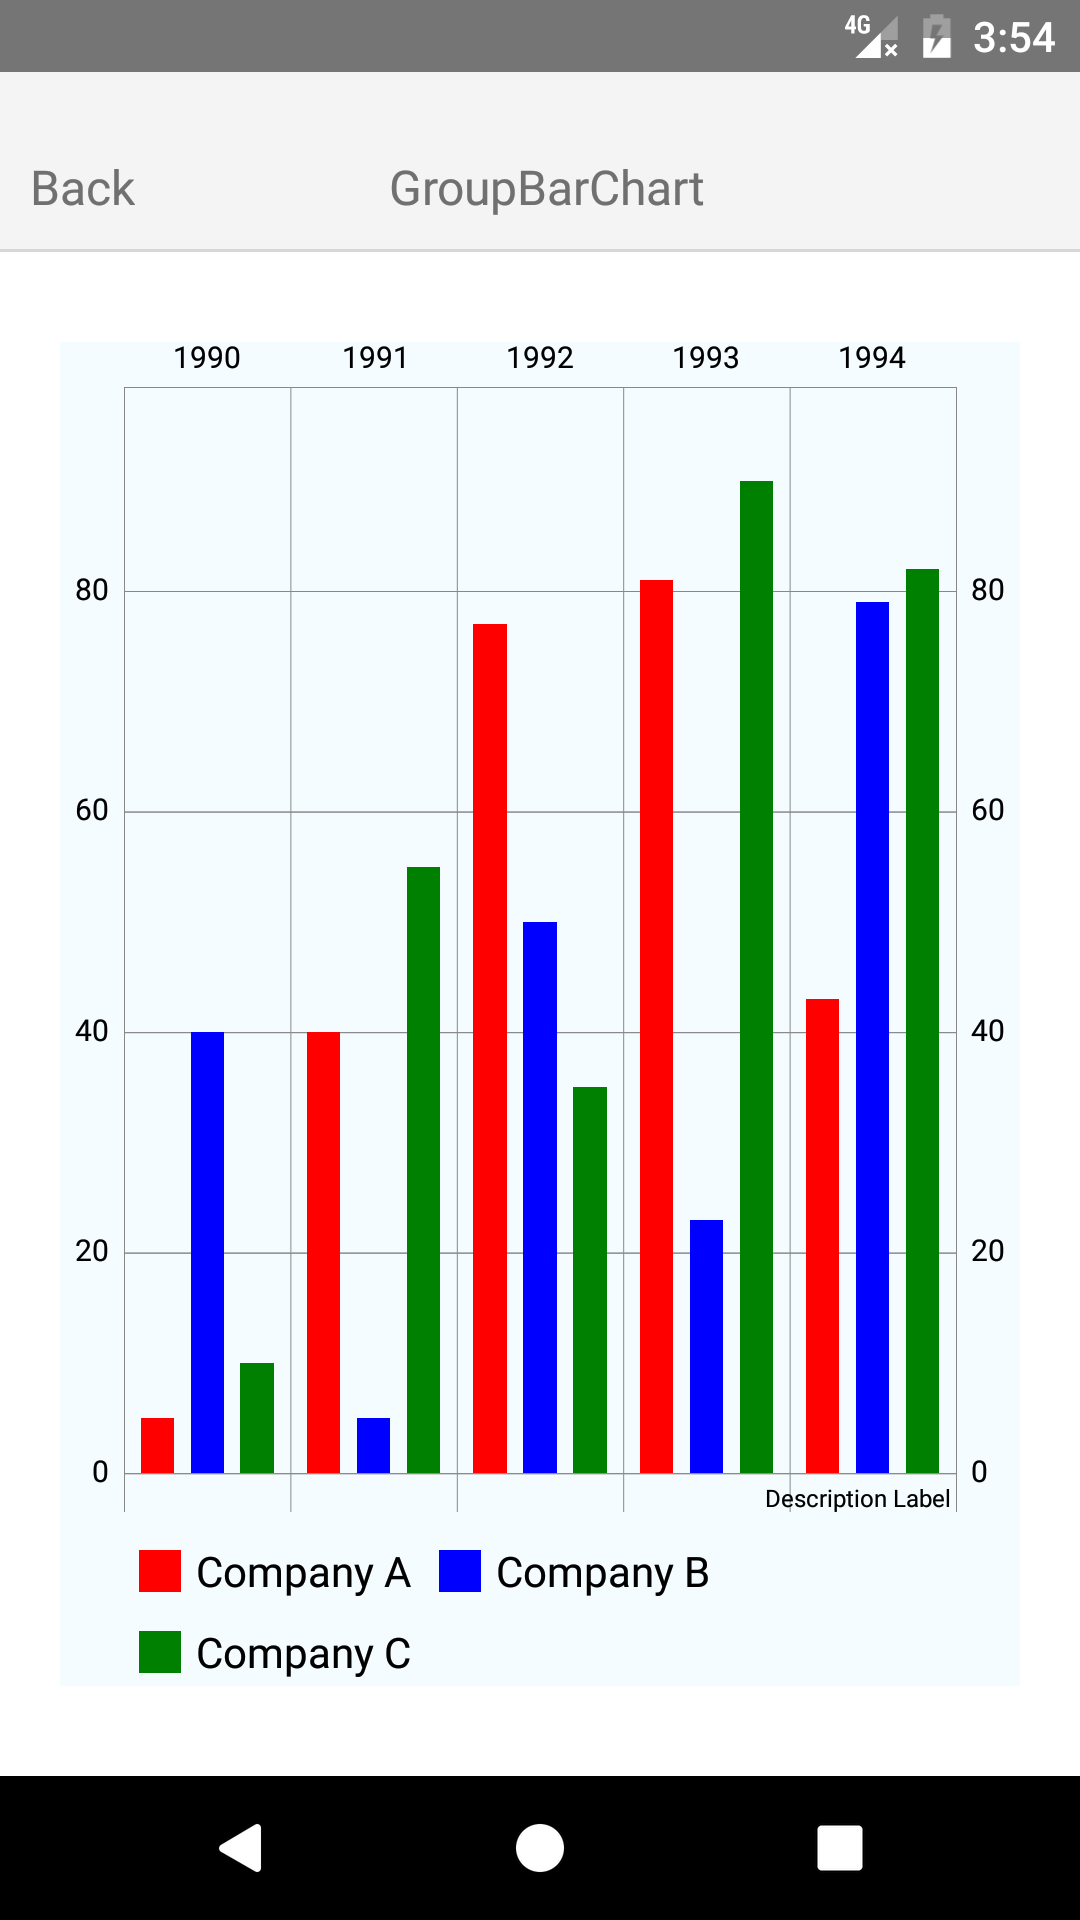 4G 3:54
Back GroupBarChart
1990 1991 1992 1993 1994
80 80
60 60
40 40
20 20
0 0
Description Label
Company A Company B
Company C